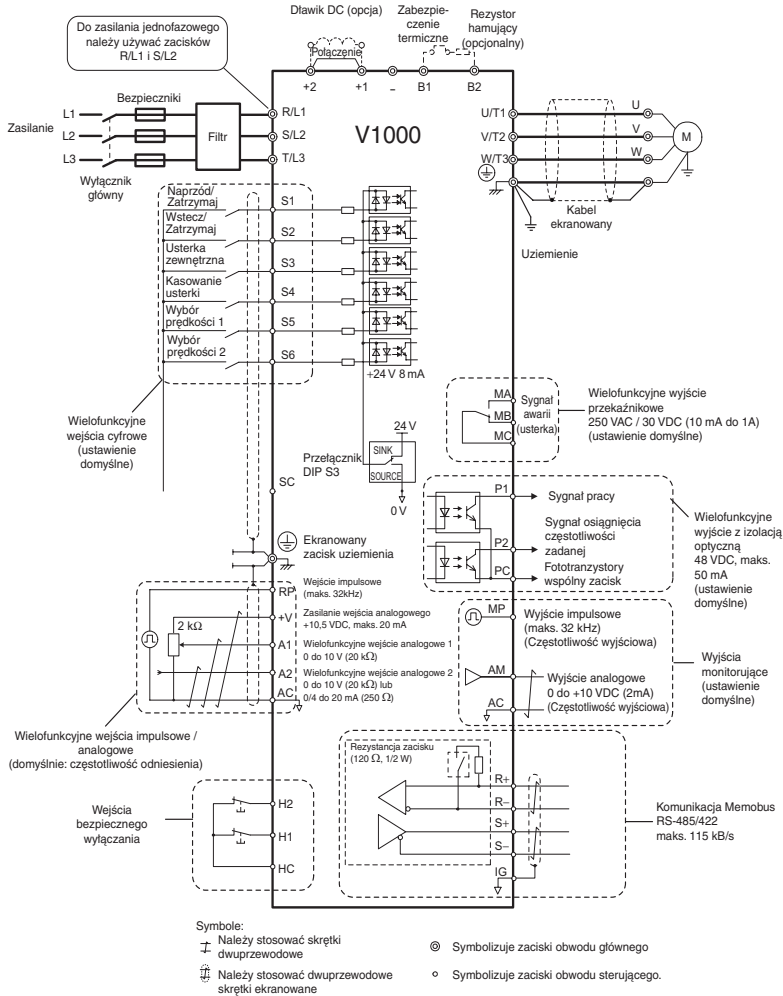 Dławik DC (opcja)
Zabezpie-
czenie
termiczne
Rezystor
hamujący
(opcjonalny)
Do zasilania jednofazowego
należy używać zacisków
R/L1 i S/L2
Połączenie
+2
+1
–
B1
B2
Bezpieczniki
Zasilanie
L1
L2
L3
Filtr
R/L1
S/L2
T/L3
V1000
U/T1
V/T2
W/T3
U
V
W
M
Wyłącznik
główny
Kabel
ekranowany
Uziemienie
Naprzód/
Zatrzymaj
S1
Wstecz/
Zatrzymaj
S2
Usterka
zewnętrzna
S3
Kasowanie
usterki
S4
Wybór
prędkości 1
S5
Wybór
prędkości 2
S6
+24 V 8 mA
Wielofunkcyjne
wejścia cyfrowe
(ustawienie
domyślne)
Przełącznik
DIP S3
24 V
SINK
SOURCE
0 V
SC
MA
MB
MC
Sygnał
awarii
(usterka)
Wielofunkcyjne wyjście
przekaźnikowe
250 VAC / 30 VDC (10 mA do 1A)
(ustawienie domyślne)
P1
Sygnał pracy
P2
Sygnał osiągnięcia
częstotliwości
zadanej
PC
Fototranzystory
wspólny zacisk
Wielofunkcyjne
wyjście z izolacją
optyczną
48 VDC, maks.
50 mA
(ustawienie
domyślne)
Ekranowany
zacisk uziemienia
RP
Wejście impulsowe
(maks. 32kHz)
+V
Zasilanie wejścia analogowego
+10,5 VDC, maks. 20 mA
2 kΩ
A1
Wielofunkcyjne wejście analogowe 1
0 do 10 V (20 kΩ)
A2
Wielofunkcyjne wejście analogowe 2
0 do 10 V (20 kΩ) lub
0/4 do 20 mA (250 Ω)
AC
Wielofunkcyjne wejścia impulsowe /
analogowe
(domyślnie: częstotliwość odniesienia)
MP
Wyjście impulsowe
(maks. 32 kHz)
(Częstotliwość wyjściowa)
AM
Wyjście analogowe
0 do +10 VDC (2mA)
(Częstotliwość wyjściowa)
AC
Wyjścia
monitorujące
(ustawienie
domyślne)
Wejścia
bezpiecznego
wyłączania
H2
H1
HC
Rezystancja zacisku
(120 Ω, 1/2 W)
R+
R–
S+
S–
IG
Komunikacja Memobus
RS-485/422
maks. 115 kB/s
Symbole:
Należy stosować skrętki
dwuprzewodowe
Należy stosować dwuprzewodowe
skrętki ekranowane
Symbolizuje zaciski obwodu głównego
Symbolizuje zaciski obwodu sterującego.